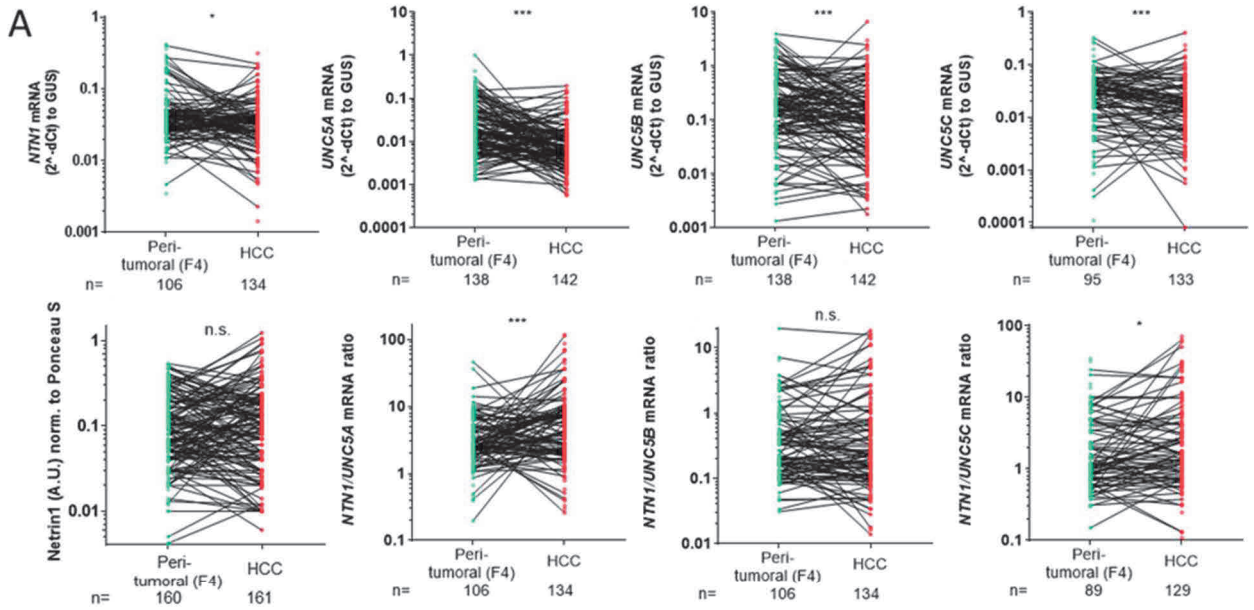 A
NTN1 mRNA
(2^-dCt) to GUS)
1
0.1
0.01
0.001
*
Peri-
tumoral (F4)
HCC
n= 106 134
UNC5A mRNA
(2^-dCt) to GUS)
10
1
0.1
0.01
0.001
0.0001
***
Peri-
tumoral (F4)
HCC
138 142
UNC5B mRNA
(2^-dCt) to GUS)
10
1
0.1
0.01
0.001
***
Peri-
tumoral (F4)
HCC
138 142
UNC5C mRNA
(2^-dCt) to GUS)
1
0.1
0.01
0.001
0.0001
***
Peri-
tumoral (F4)
HCC
n= 95 133
Netrin1 (A.U.) norm. to Ponceau S
1
0.1
0.01
n.s.
Peri-
tumoral (F4)
HCC
n= 160 161
NTN1/UNC5A mRNA ratio
100
10
1
0.1
***
Peri-
tumoral (F4)
HCC
n= 106 134
NTN1/UNC5B mRNA ratio
10
1
0.1
0.01
n.s.
Peri-
tumoral (F4)
HCC
n= 106 134
NTN1/UNC5C mRNA ratio
100
10
1
0.1
*
Peri-
tumoral (F4)
HCC
n= 89 129